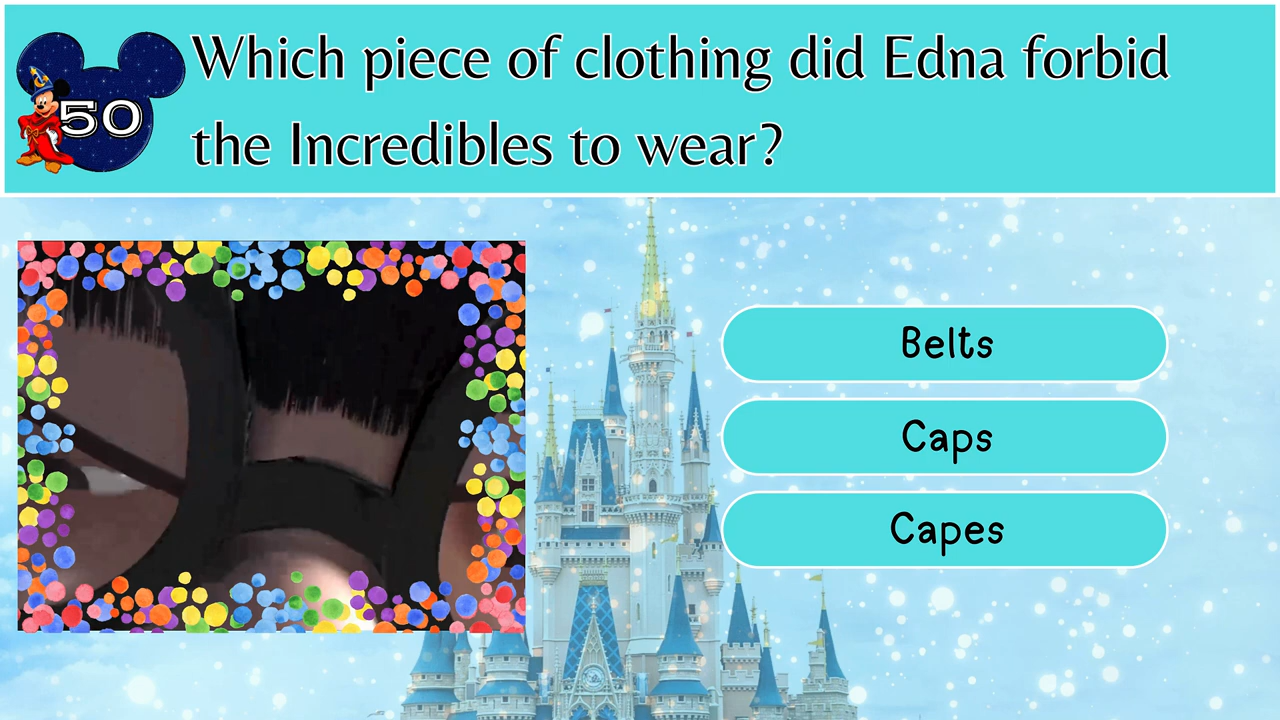 50
Which piece of clothing did Edna forbid
the Incredibles to wear?
Belts
Caps
Capes